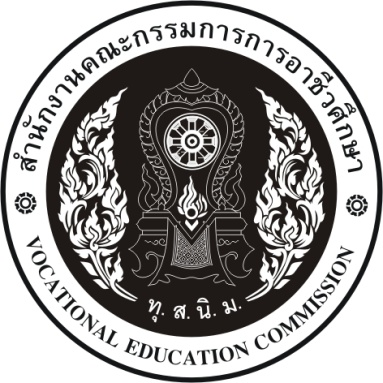 สำนักงานคณะกรรมการการอาชีวศึกษา
ทุ. ส. นิ. ม.
VOCATIONAL EDUCATION COMMISSION